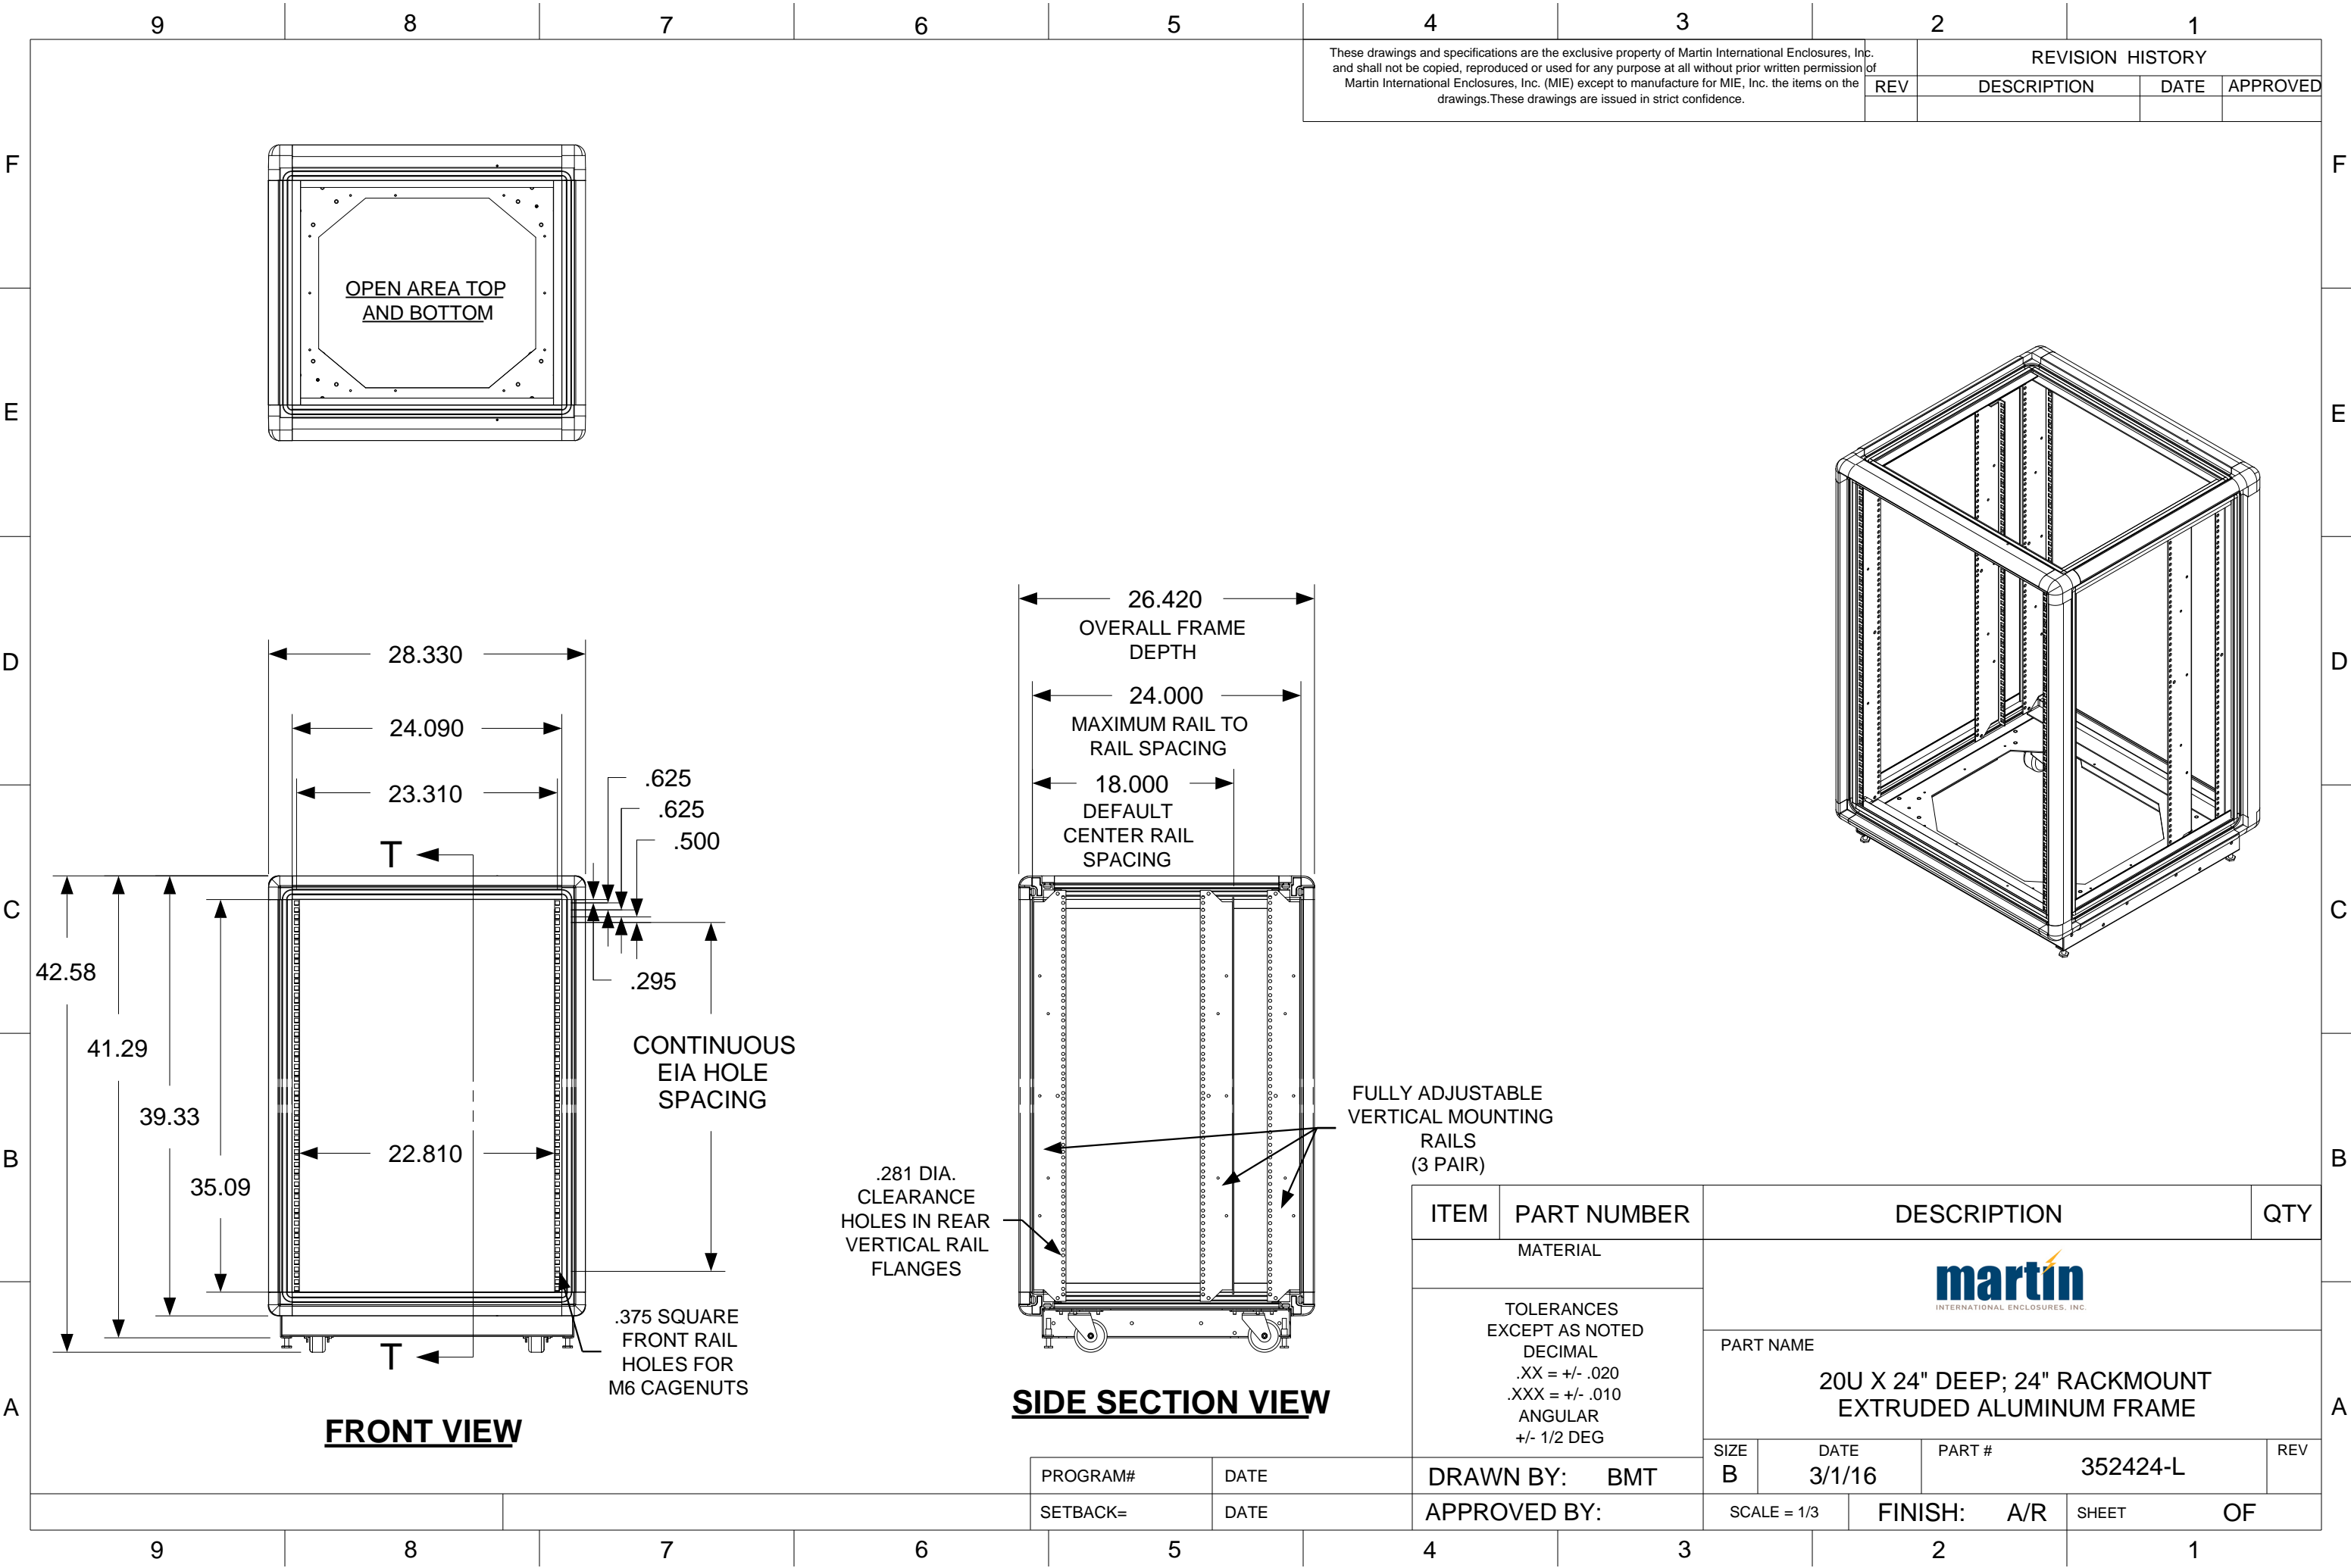 9 8 7 6 5 4 3 2 1
These drawings and specifications are the exclusive property of Martin International Enclosures, Inc.
and shall not be copied, reproduced or used for any purpose at all without prior written permission of
Martin International Enclosures, Inc. (MIE) except to manufacture for MIE, Inc. the items on the
drawings.These drawings are issued in strict confidence.
REVISION HISTORY
REV DESCRIPTION DATE APPROVED
F F
OPEN AREA TOP
AND BOTTOM
E E
D D
26.420
OVERALL FRAME
DEPTH
24.000
MAXIMUM RAIL TO
RAIL SPACING
18.000
DEFAULT
CENTER RAIL
SPACING
28.330
24.090
23.310
.625
.625
.500
T
.295
C C
42.58
41.29
39.33
35.09
22.810
CONTINUOUS
EIA HOLE
SPACING
B B
.375 SQUARE
FRONT RAIL
HOLES FOR
M6 CAGENUTS
T
FRONT VIEW
.281 DIA.
CLEARANCE
HOLES IN REAR
VERTICAL RAIL
FLANGES
FULLY ADJUSTABLE
VERTICAL MOUNTING
RAILS
(3 PAIR)
SIDE SECTION VIEW
A A
ITEM PART NUMBER DESCRIPTION QTY
MATERIAL
TOLERANCES
EXCEPT AS NOTED
DECIMAL
.XX = +/- .020
.XXX = +/- .010
ANGULAR
+/- 1/2 DEG
martin
INTERNATIONAL ENCLOSURES, INC.
PART NAME
20U X 24" DEEP; 24" RACKMOUNT
EXTRUDED ALUMINUM FRAME
SIZE DATE PART # REV
B 3/1/16 352424-L
PROGRAM# DATE DRAWN BY: BMT
SETBACK= DATE APPROVED BY: SCALE = 1/3 FINISH: A/R SHEET OF
9 8 7 6 5 4 3 2 1